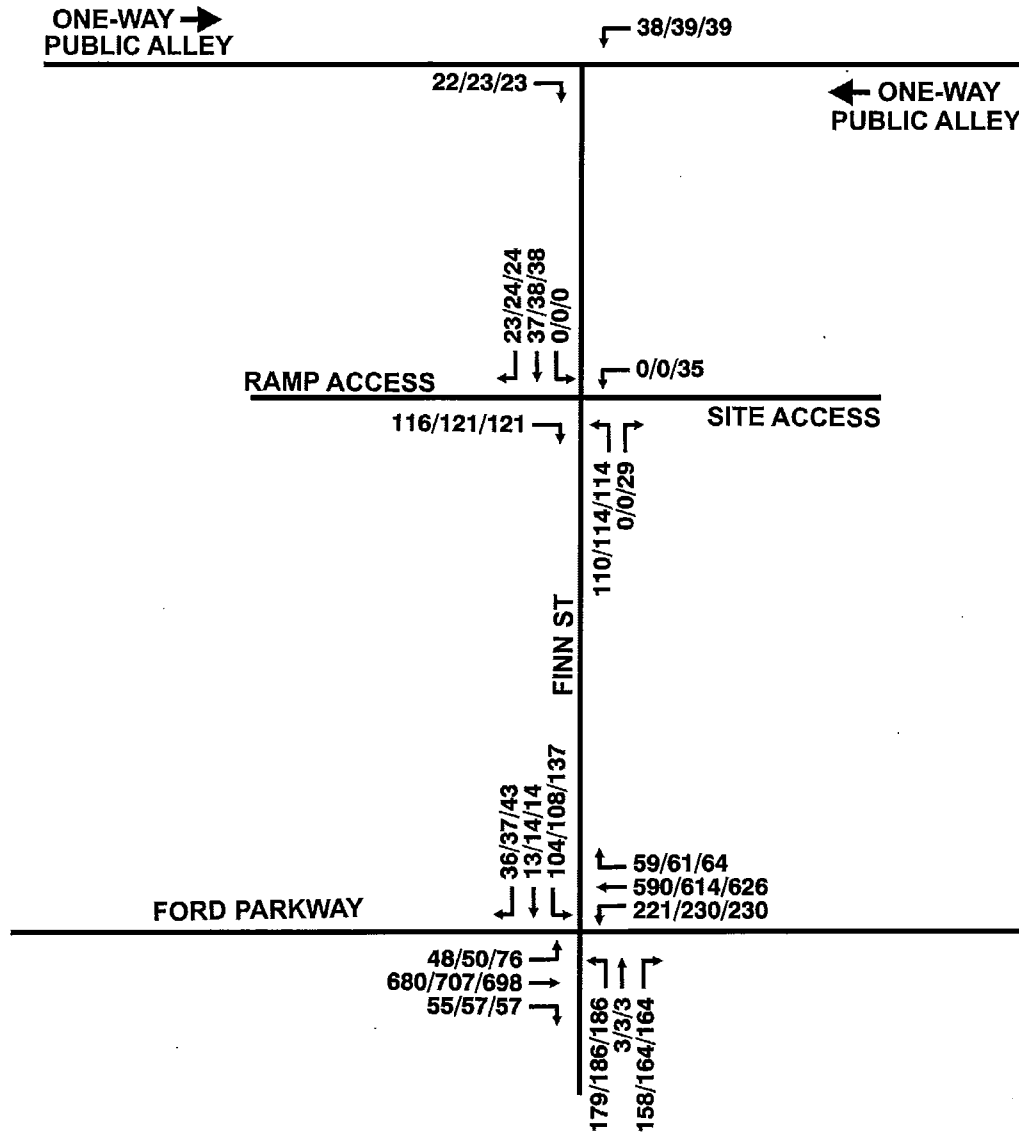 ONE-WAY
PUBLIC ALLEY
38/39/39
22/23/23
ONE-WAY
PUBLIC ALLEY
23/24/24
37/38/38
0/0/0
RAMP ACCESS
0/0/35
SITE ACCESS
116/121/121
110/114/114
0/0/29
FINN ST
36/37/43
13/14/14
104/108/137
59/61/64
590/614/626
221/230/230
FORD PARKWAY
48/50/76
680/707/698
55/57/57
179/186/186
3/3/3
158/164/164